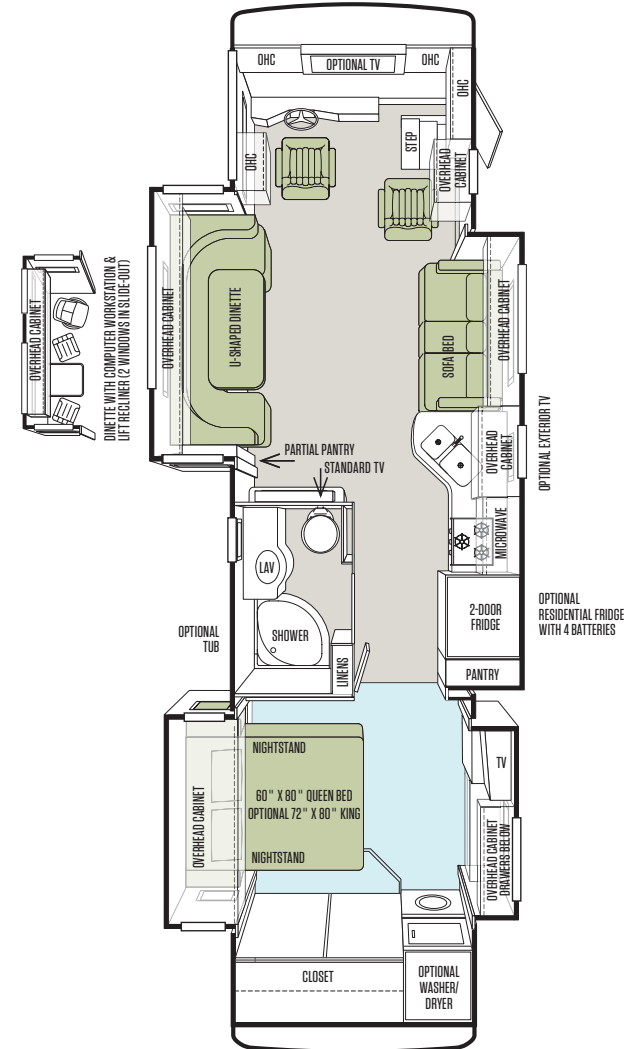 OHC
OPTIONAL TV
OHC
OHC
OHC
STEP
OVERHEAD
CABINET
OVERHEAD CABINET
U-SHAPED DINETTE
SOFA BED
OVERHEAD CABINET
OVERHEAD CABINET
DINETTE WITH COMPUTER WORKSTATION &
LIFT RECLINER (2 WINDOWS IN SLIDE-OUT)
PARTIAL PANTRY
STANDARD TV
OVERHEAD
CABINET
OPTIONAL EXTERIOR TV
MICROWAVE
LAV
SHOWER
LINENS
OPTIONAL
TUB
2-DOOR
FRIDGE
OPTIONAL
RESIDENTIAL FRIDGE
WITH 4 BATTERIES
PANTRY
OVERHEAD CABINET
NIGHTSTAND
60" X 80" QUEEN BED
OPTIONAL 72" X 80" KING
NIGHTSTAND
TV
OVERHEAD CABINET
DRAWERS BELOW
CLOSET
OPTIONAL
WASHER/
DRYER